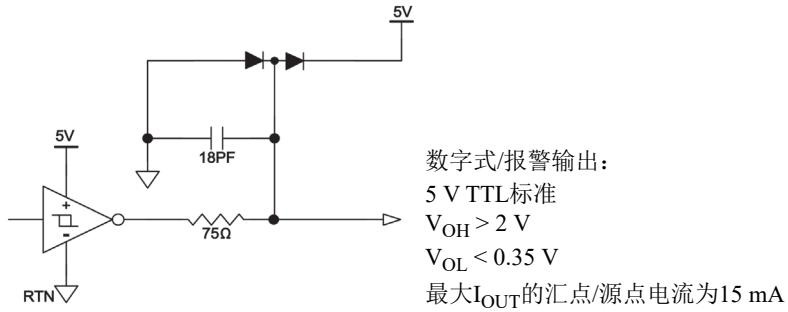 5V
18PF
5V
+
-
75Ω
RTN
数字式/报警输出：
5 V TTL标准
VOH > 2 V
VOL < 0.35 V
最大IOUT的汇点/源点电流为15 mA